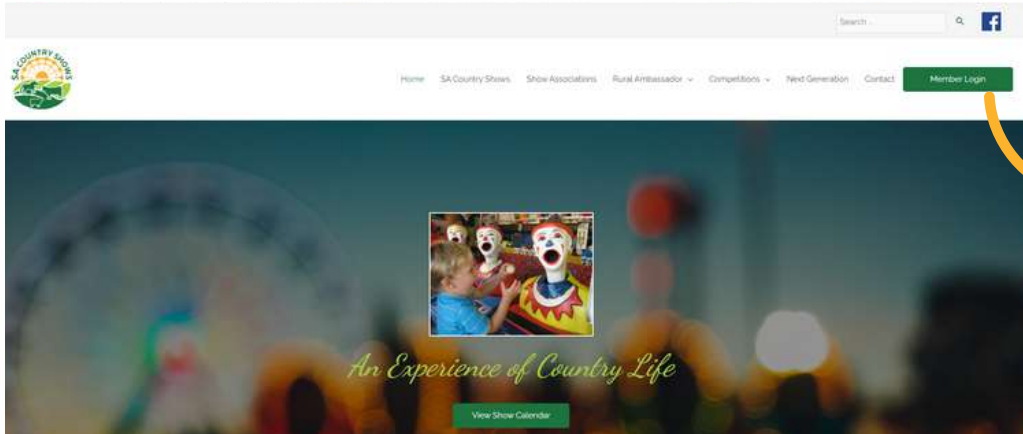 Search ...
SA COUNTRY SHOWS
Home SA Country Shows Show Associations Rural Ambassador Competitions Next Generation Contact Member Login
An Experience of Country Life
View Show Calendar